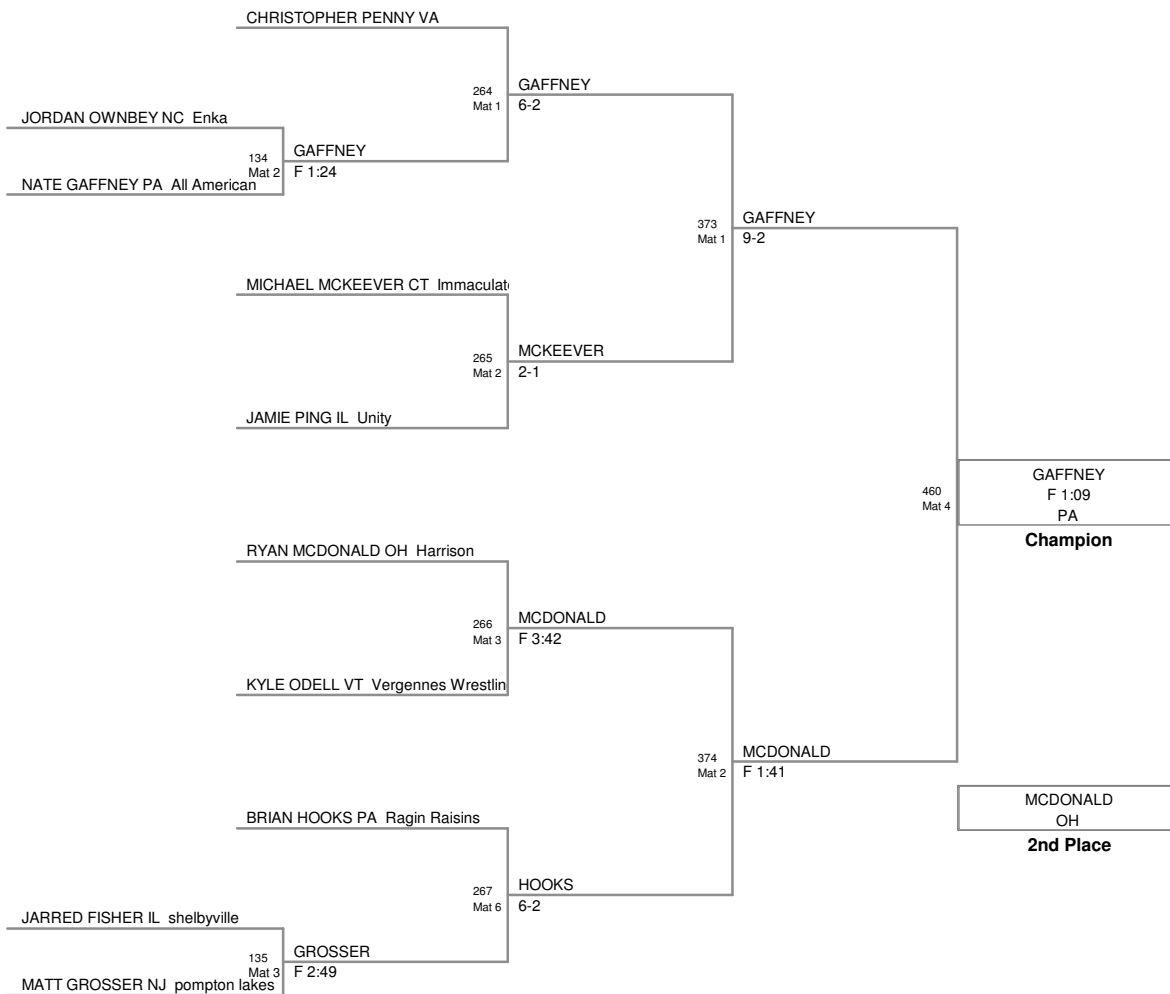 CHRISTOPHER PENNY VA
264
Mat 1
GAFFNEY
6-2
JORDAN OWNBEY NC Enka
134
Mat 2
GAFFNEY
F 1:24
NATE GAFFNEY PA All American
373
Mat 1
GAFFNEY
9-2
MICHAEL MCKEEVER CT Immaculat
265
Mat 2
MCKEEVER
2-1
JAMIE PING IL Unity
460
Mat 4
GAFFNEY
F 1:09
PA
Champion
RYAN MCDONALD OH Harrison
266
Mat 3
MCDONALD
F 3:42
KYLE ODELL VT Vergennes Wrestlin
374
Mat 2
MCDONALD
F 1:41
MCDONALD
OH
2nd Place
BRIAN HOOKS PA Ragin Raisins
267
Mat 6
HOOKS
6-2
JARRED FISHER IL shelbyville
135
Mat 3
GROSSER
F 2:49
MATT GROSSER NJ pompton lakes